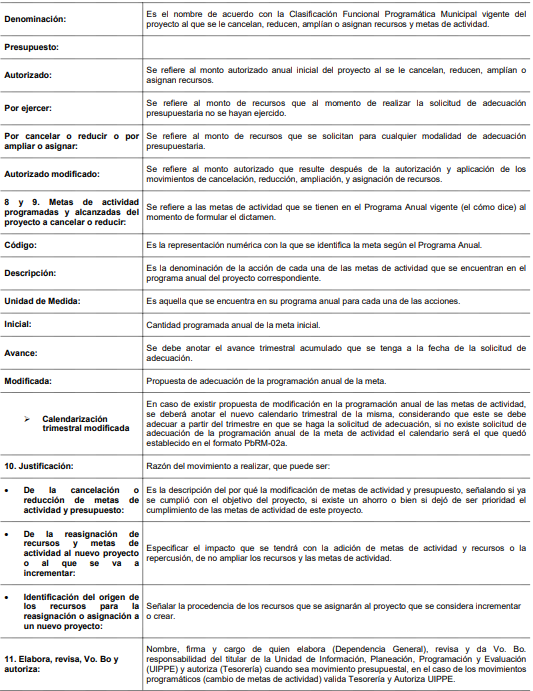 Denominación:
Es el nombre de acuerdo con la Clasificación Funcional Programática Municipal vigente del
proyecto al que se le cancelan, reducen, amplían o asignan recursos y metas de actividad.
Presupuesto:
Autorizado:
Se refiere al monto autorizado anual inicial del proyecto al se le cancelan, reducen, amplían o
asignan recursos.
Por ejercer:
Se refiere al monto de recursos que al momento de realizar la solicitud de adecuación
presupuestaria no se hayan ejercido.
Por cancelar o reducir o por
ampliar o asignar:
Se refiere al monto de recursos que se solicitan para cualquier modalidad de adecuación
presupuestaria.
Autorizado modificado:
Se refiere al monto autorizado que resulte después de la autorización y aplicación de los
movimientos de cancelación, reducción, ampliación, y asignación de recursos.
8 y 9. Metas de actividad
programadas y alcanzadas del
proyecto a cancelar o reducir:
Se refiere a las metas de actividad que se tienen en el Programa Anual vigente (el cómo dice) al
momento de formular el dictamen.
Código:
Es la representación numérica con la que se identifica la meta según el Programa Anual.
Descripción:
Es la denominación de la acción de cada una de las metas de actividad que se encuentran en el
programa anual del proyecto correspondiente.
Unidad de Medida:
Es aquella que se encuentra en su programa anual para cada una de las acciones.
Inicial:
Cantidad programada anual de la meta inicial.
Avance:
Se debe anotar el avance trimestral acumulado que se tenga a la fecha de la solicitud de
adecuación.
Modificada:
Propuesta de adecuación de la programación anual de la meta.
➢ Calendarización
trimestral modificada
En caso de existir propuesta de modificación en la programación anual de las metas de actividad,
se deberá anotar el nuevo calendario trimestral de la misma, considerando que este se debe
adecuar a partir del trimestre en que se haga la solicitud de adecuación, si no existe solicitud de
adecuación de la programación anual de la meta de actividad el calendario será el que quedó
establecido en el formato PbRM-02a.
10. Justificación:
Razón del movimiento a realizar, que puede ser:
• De la cancelación o
reducción de metas de
actividad y presupuesto:
Es la descripción del por qué la modificación de metas de actividad y presupuesto, señalando si ya
se cumplió con el objetivo del proyecto, si existe un ahorro o bien si dejó de ser prioridad el
cumplimiento de las metas de actividad de este proyecto.
• De la reasignación de
recursos y metas de
actividad al nuevo proyecto
o al que se va a
incrementar:
Especificar el impacto que se tendrá con la adición de metas de actividad y recursos o la
repercusión, de no ampliar los recursos y las metas de actividad.
• Identificación del origen de
los recursos para la
reasignación o asignación a
un nuevo proyecto:
Señalar la procedencia de los recursos que se asignarán al proyecto que se considera incrementar
o crear.
11. Elabora, revisa, Vo. Bo y
autoriza:
Nombre, firma y cargo de quien elabora (Dependencia General), revisa y da Vo. Bo.
responsabilidad del titular de la Unidad de Información, Planeación, Programación y Evaluación
(UIPPE) y autoriza (Tesorería) cuando sea movimiento presupuestal, en el caso de los movimientos
programáticos (cambio de metas de actividad) valida Tesorería y Autoriza UIPPE.